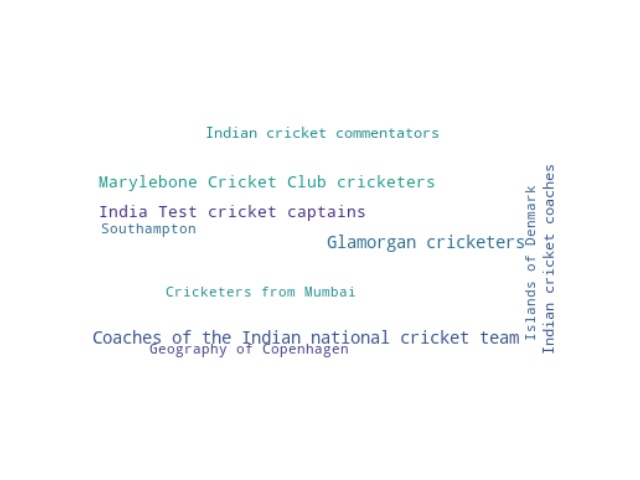 Indian cricket commentators
Marylebone Cricket Club cricketers
India Test cricket captains
Southampton
Glamorgan cricketers
Islands of Denmark
Indian cricket coaches
Cricketers from Mumbai
Coaches of the Indian national cricket team
Geography of Copenhagen